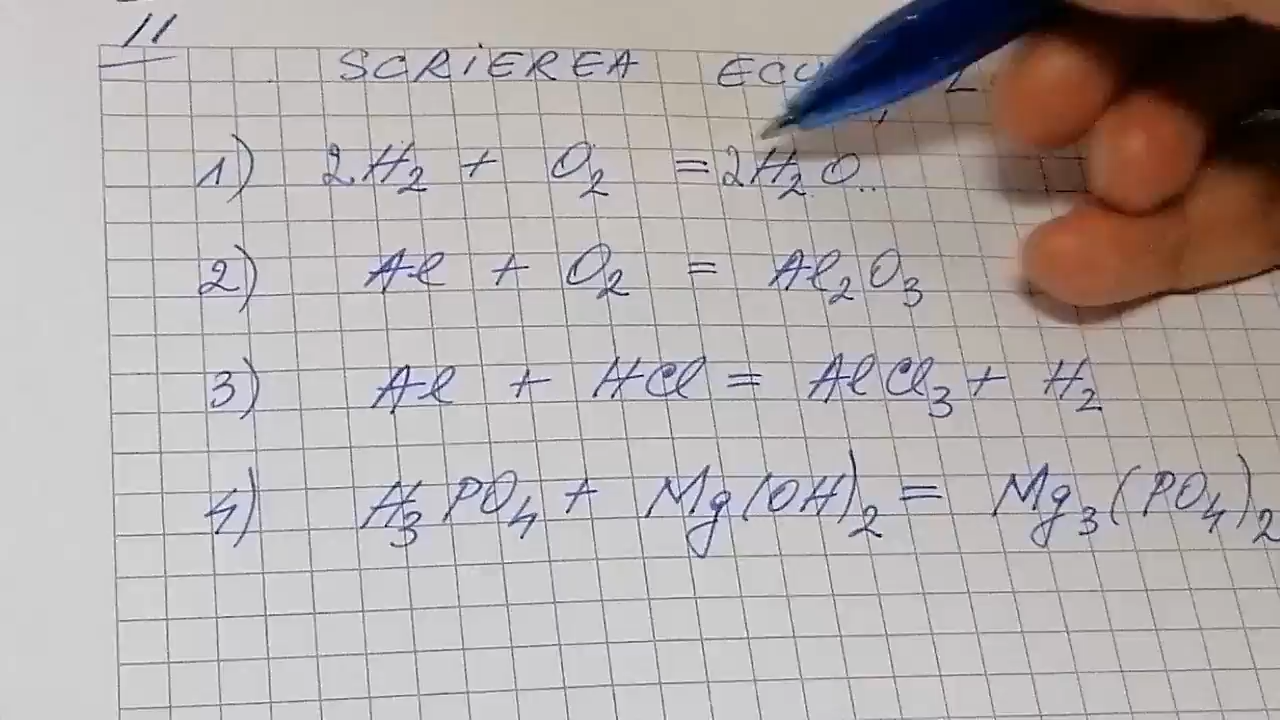 11
SCRIEREA
1) 2H₂ + O₂ = 2H₂O..
2) Al + O₂ = Al₂O₃
3) Al + HCl = AlCl₃ + H₂
4) H₃PO₄ + Mg(OH)₂ = Mg₃(PO₄)₂